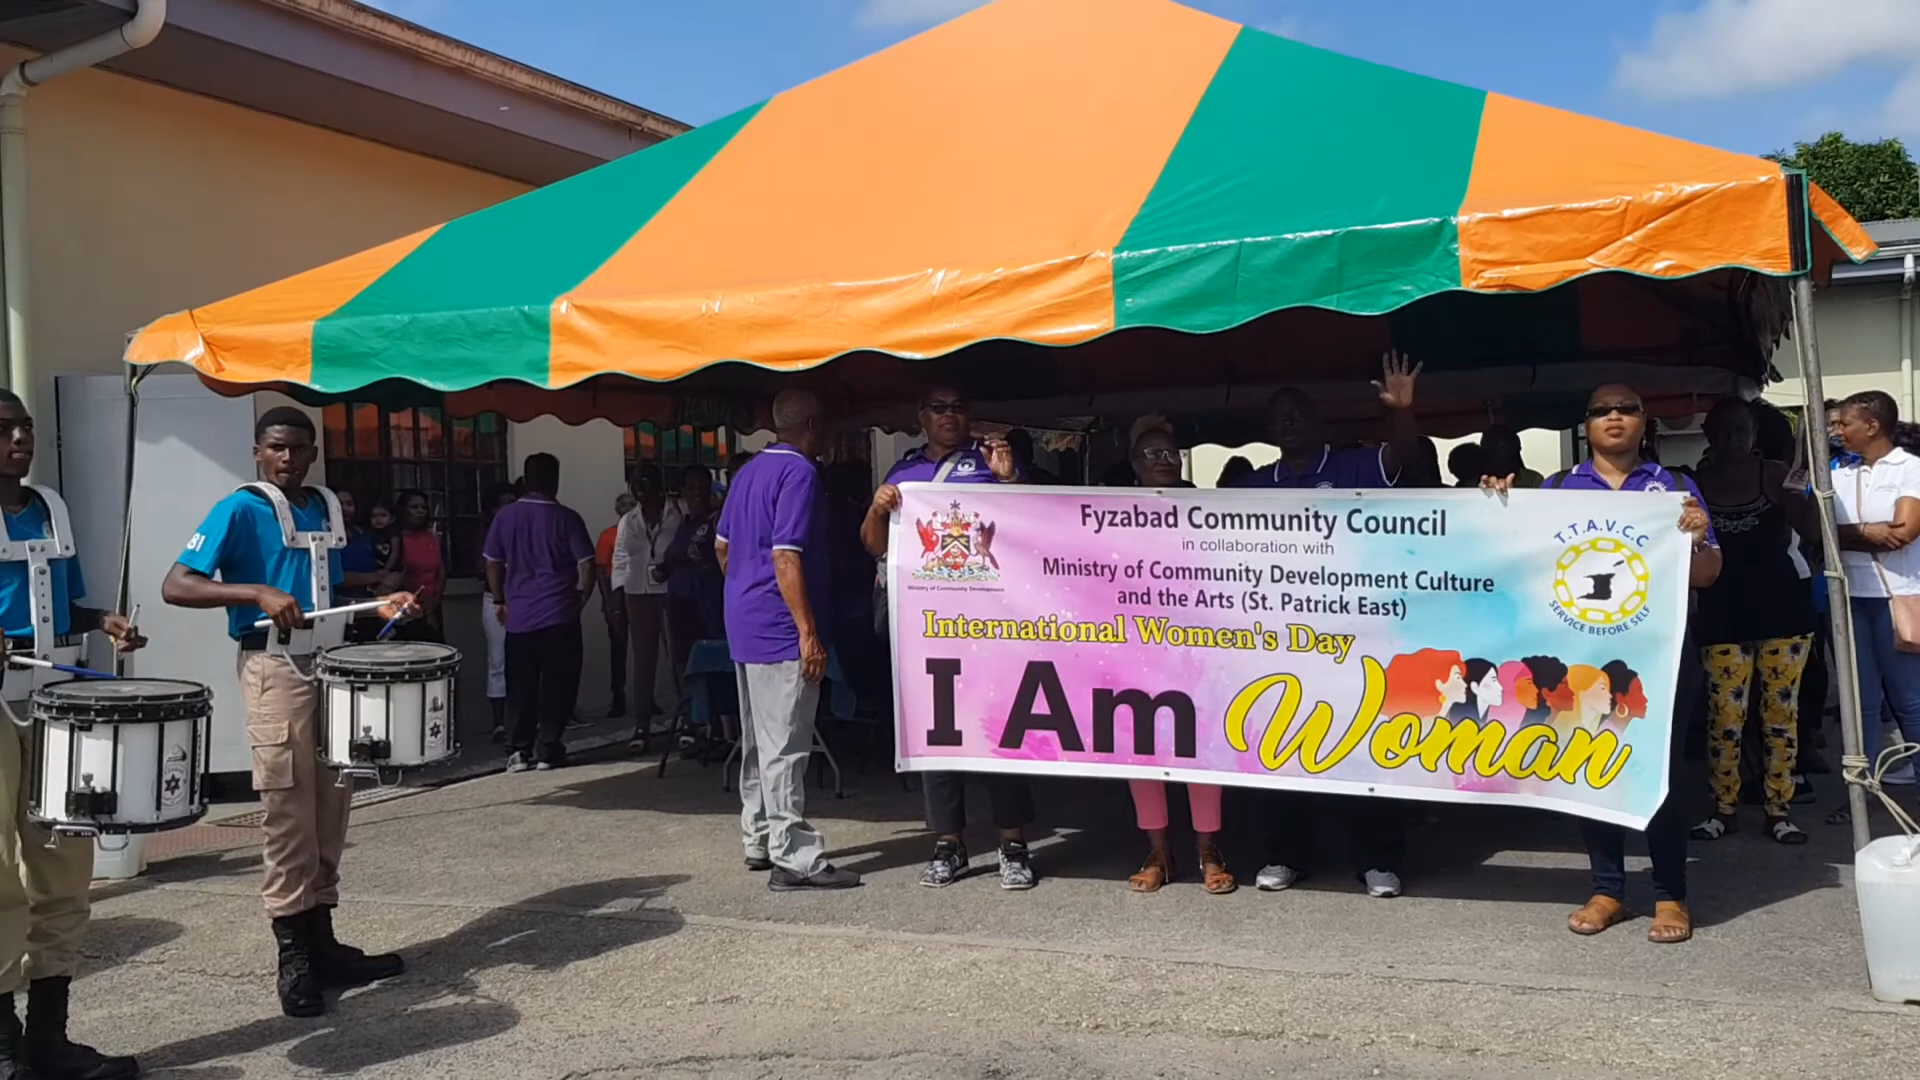 Fyzabad Community Council
in collaboration with
Ministry of Community Development Culture
and the Arts (St. Patrick East)
International Women's Day
I Am Woman
Ministry of Community Development
T.T.A.V.C.C
SERVICE BEFORE SELF
81